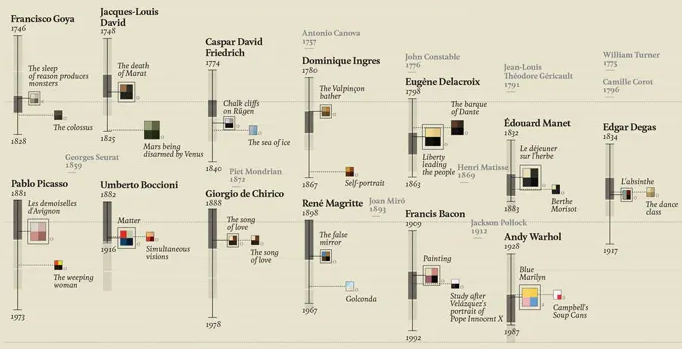 Francisco Goya
1746
The sleep
of reason produces
monsters
The colossus
1828
Jacques-Louis
David
1748
The death
of Marat
1825
Mars being
disarmed by Venus
Caspar David
Friedrich
1774
Chalk cliffs
on Rügen
The sea of ice
1840
Antonio Canova
1757
Dominique Ingres
1780
The Valpinçon
bather
Self-portrait
1867
John Constable
1776
Eugène Delacroix
1798
The barque
of Dante
Liberty
leading
the people
1863
Jean-Louis
Théodore Géricault
1791
Édouard Manet
1832
Le déjeuner
sur l'herbe
Berthe
Morisot
1883
William Turner
1775
Camille Corot
1796
Edgar Degas
1834
L'absinthe
The dance
class
1917
Georges Seurat
1859
Pablo Picasso
1881
Les demoiselles
d'Avignon
The weeping
woman
1973
Umberto Boccioni
1882
Matter
1916
Simultaneous
visions
Piet Mondrian
1872
Giorgio de Chirico
1888
The song
of love
The song
of love
1978
Joan Miró
1893
René Magritte
1898
The false
mirror
Golconda
1967
Henri Matisse
1869
Francis Bacon
1909
Painting
Study after
Velázquez's
portrait of
Pope Innocent X
1992
Jackson Pollock
1912
Andy Warhol
1928
Blue
Marilyn
Campbell's
Soup Cans
1987